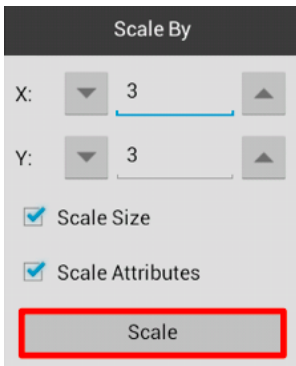 Scale By
X: 3
Y: 3
Scale Size
Scale Attributes
Scale